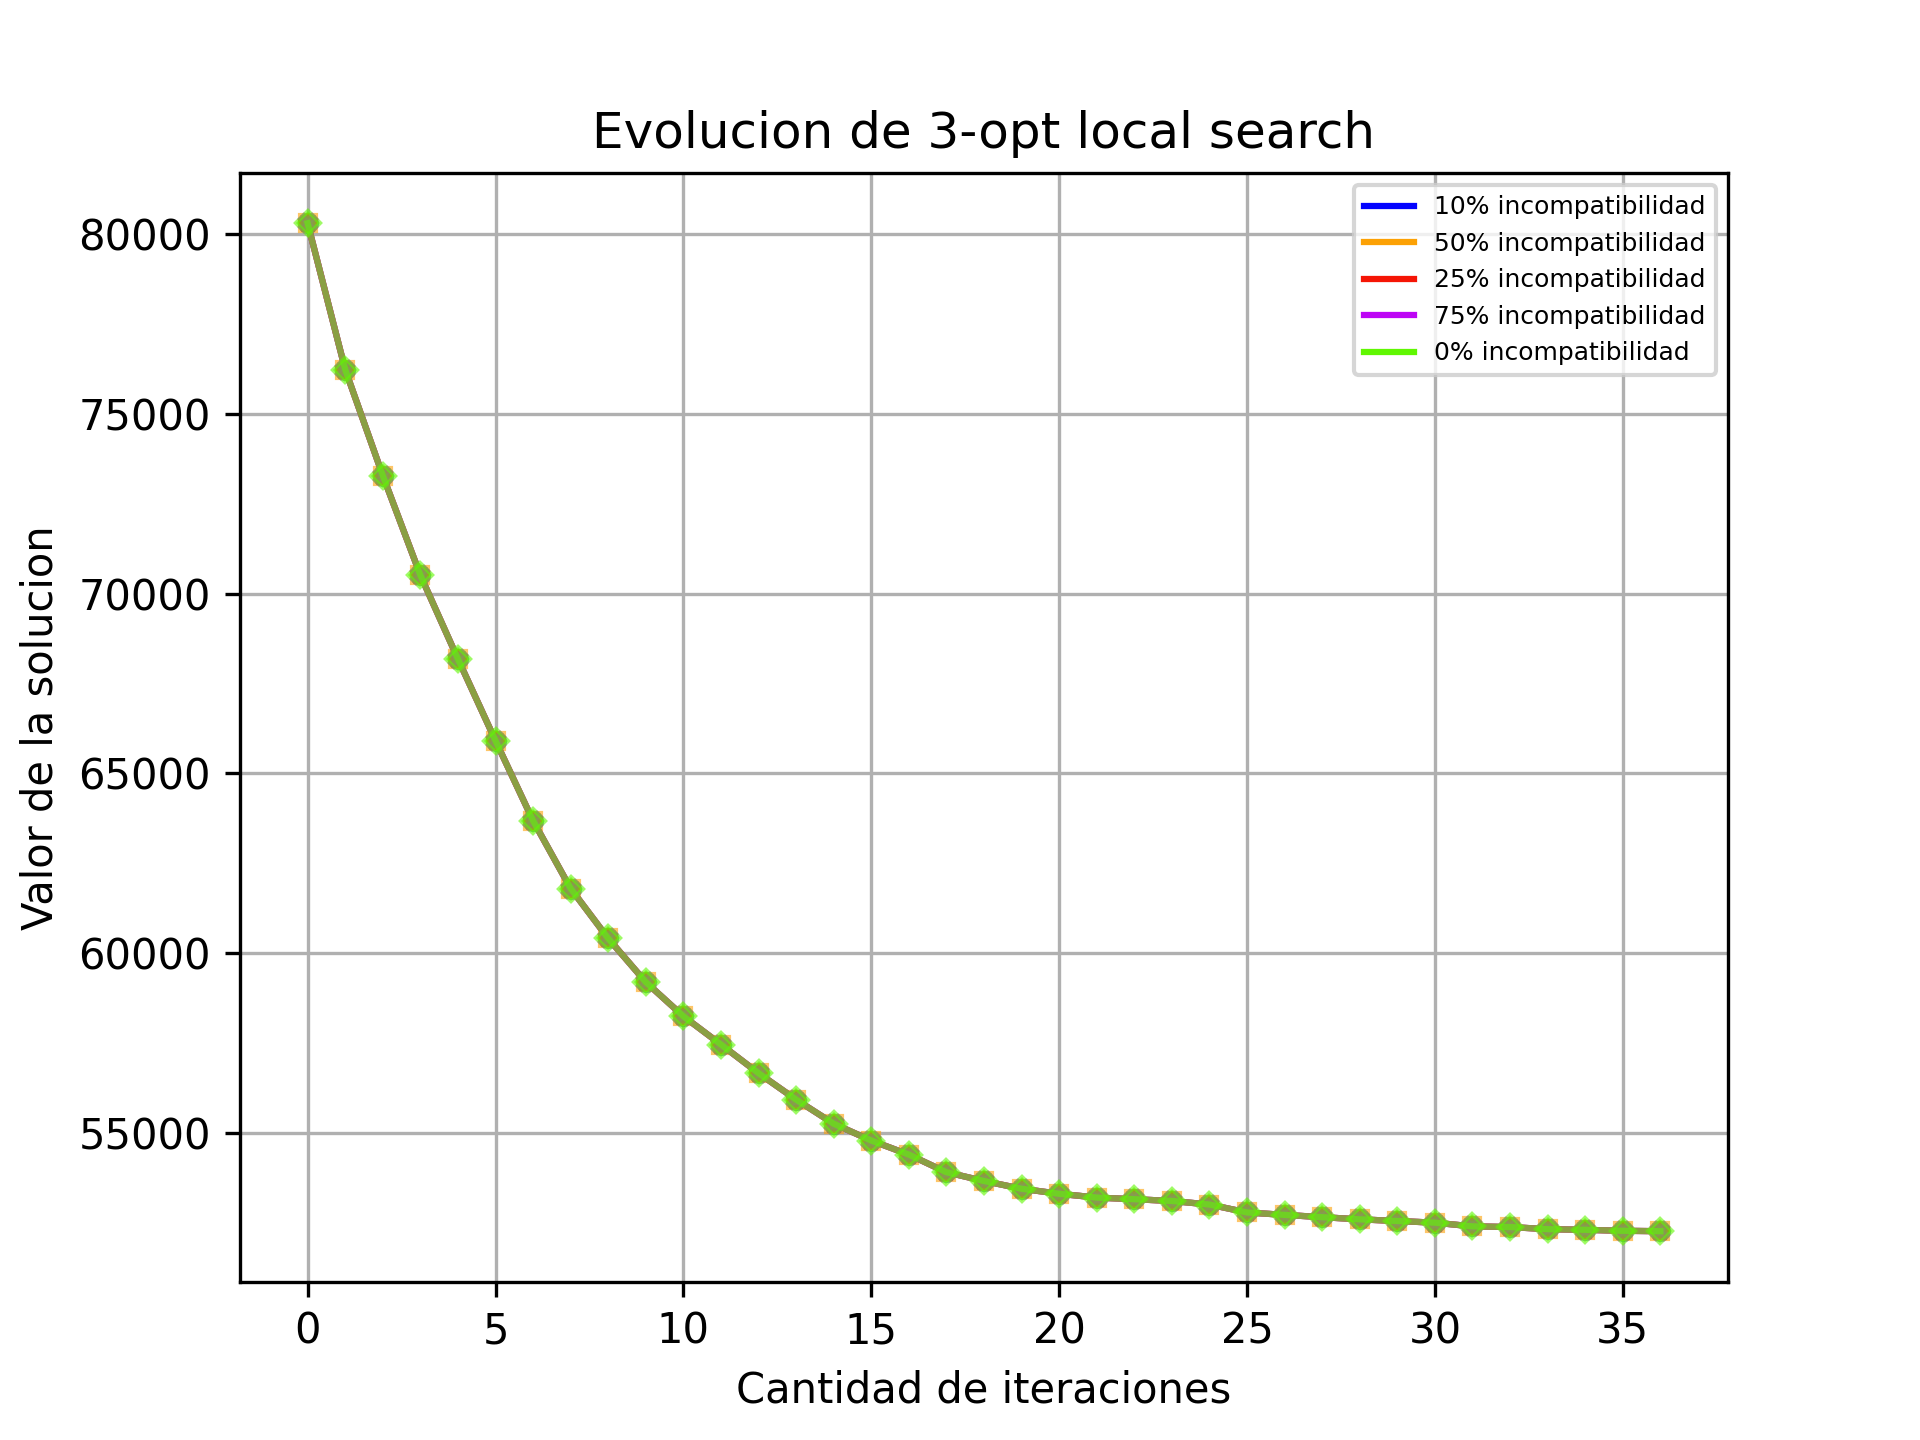 Evolucion de 3-opt local search
10% incompatibilidad
50% incompatibilidad
25% incompatibilidad
75% incompatibilidad
0% incompatibilidad
Valor de la solucion
80000
75000
70000
65000
60000
55000
0 5 10 15 20 25 30 35
Cantidad de iteraciones